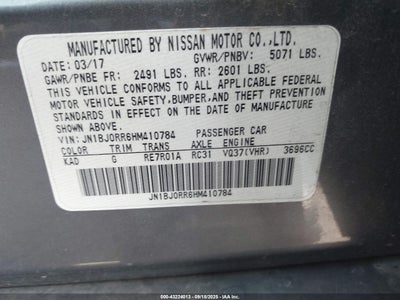 MANUFACTURED BY NISSAN MOTOR CO.,LTD.
DATE: 03/17 GVWR/PNBV: 5071 LBS.
GAWR/PNBE FR: 2491 LBS. RR: 2601 LBS.
THIS VEHICLE CONFORMS TO ALL APPLICABLE FEDERAL
MOTOR VEHICLE SAFETY, BUMPER, AND THEFT PREVENTION
STANDARDS IN EFFECT ON THE DATE OF MANUFACTURE
SHOWN ABOVE.
VIN: JN1BJ0RR6HM410784 PASSENGER CAR
COLOR TRIM TRANS AXLE ENGINE
KAD G RE7R01A RC31 VQ37(VHR) 3696CC
JN1BJ0RR6HM410784
000-43224013 - 09/18/2025 - IAA Inc.